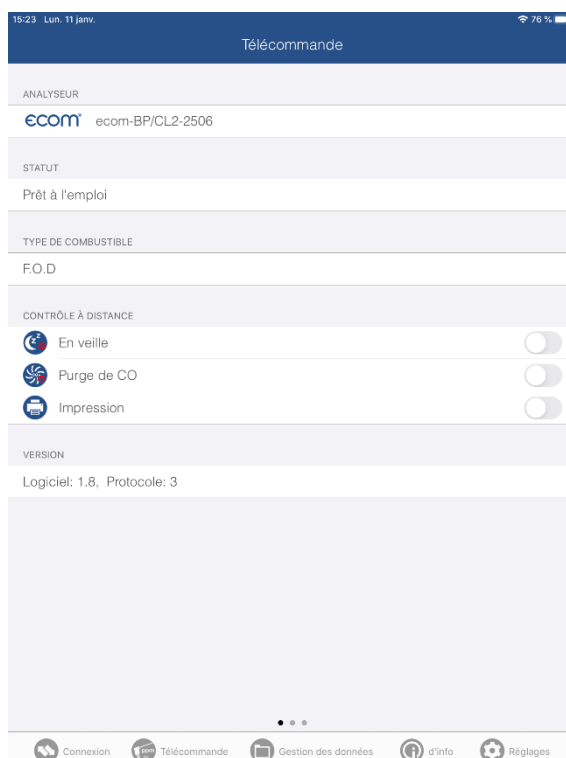 15:23 Lun. 11 janv. 76 %
Télécommande
ANALYSEUR
ecom® ecom-BP/CL2-2506
STATUT
Prêt à l'emploi
TYPE DE COMBUSTIBLE
F.O.D
CONTRÔLE À DISTANCE
En veille
Purge de CO
Impression
VERSION
Logiciel: 1.8, Protocole: 3
Connexion ppm Télécommande Gestion des données d'info Réglages